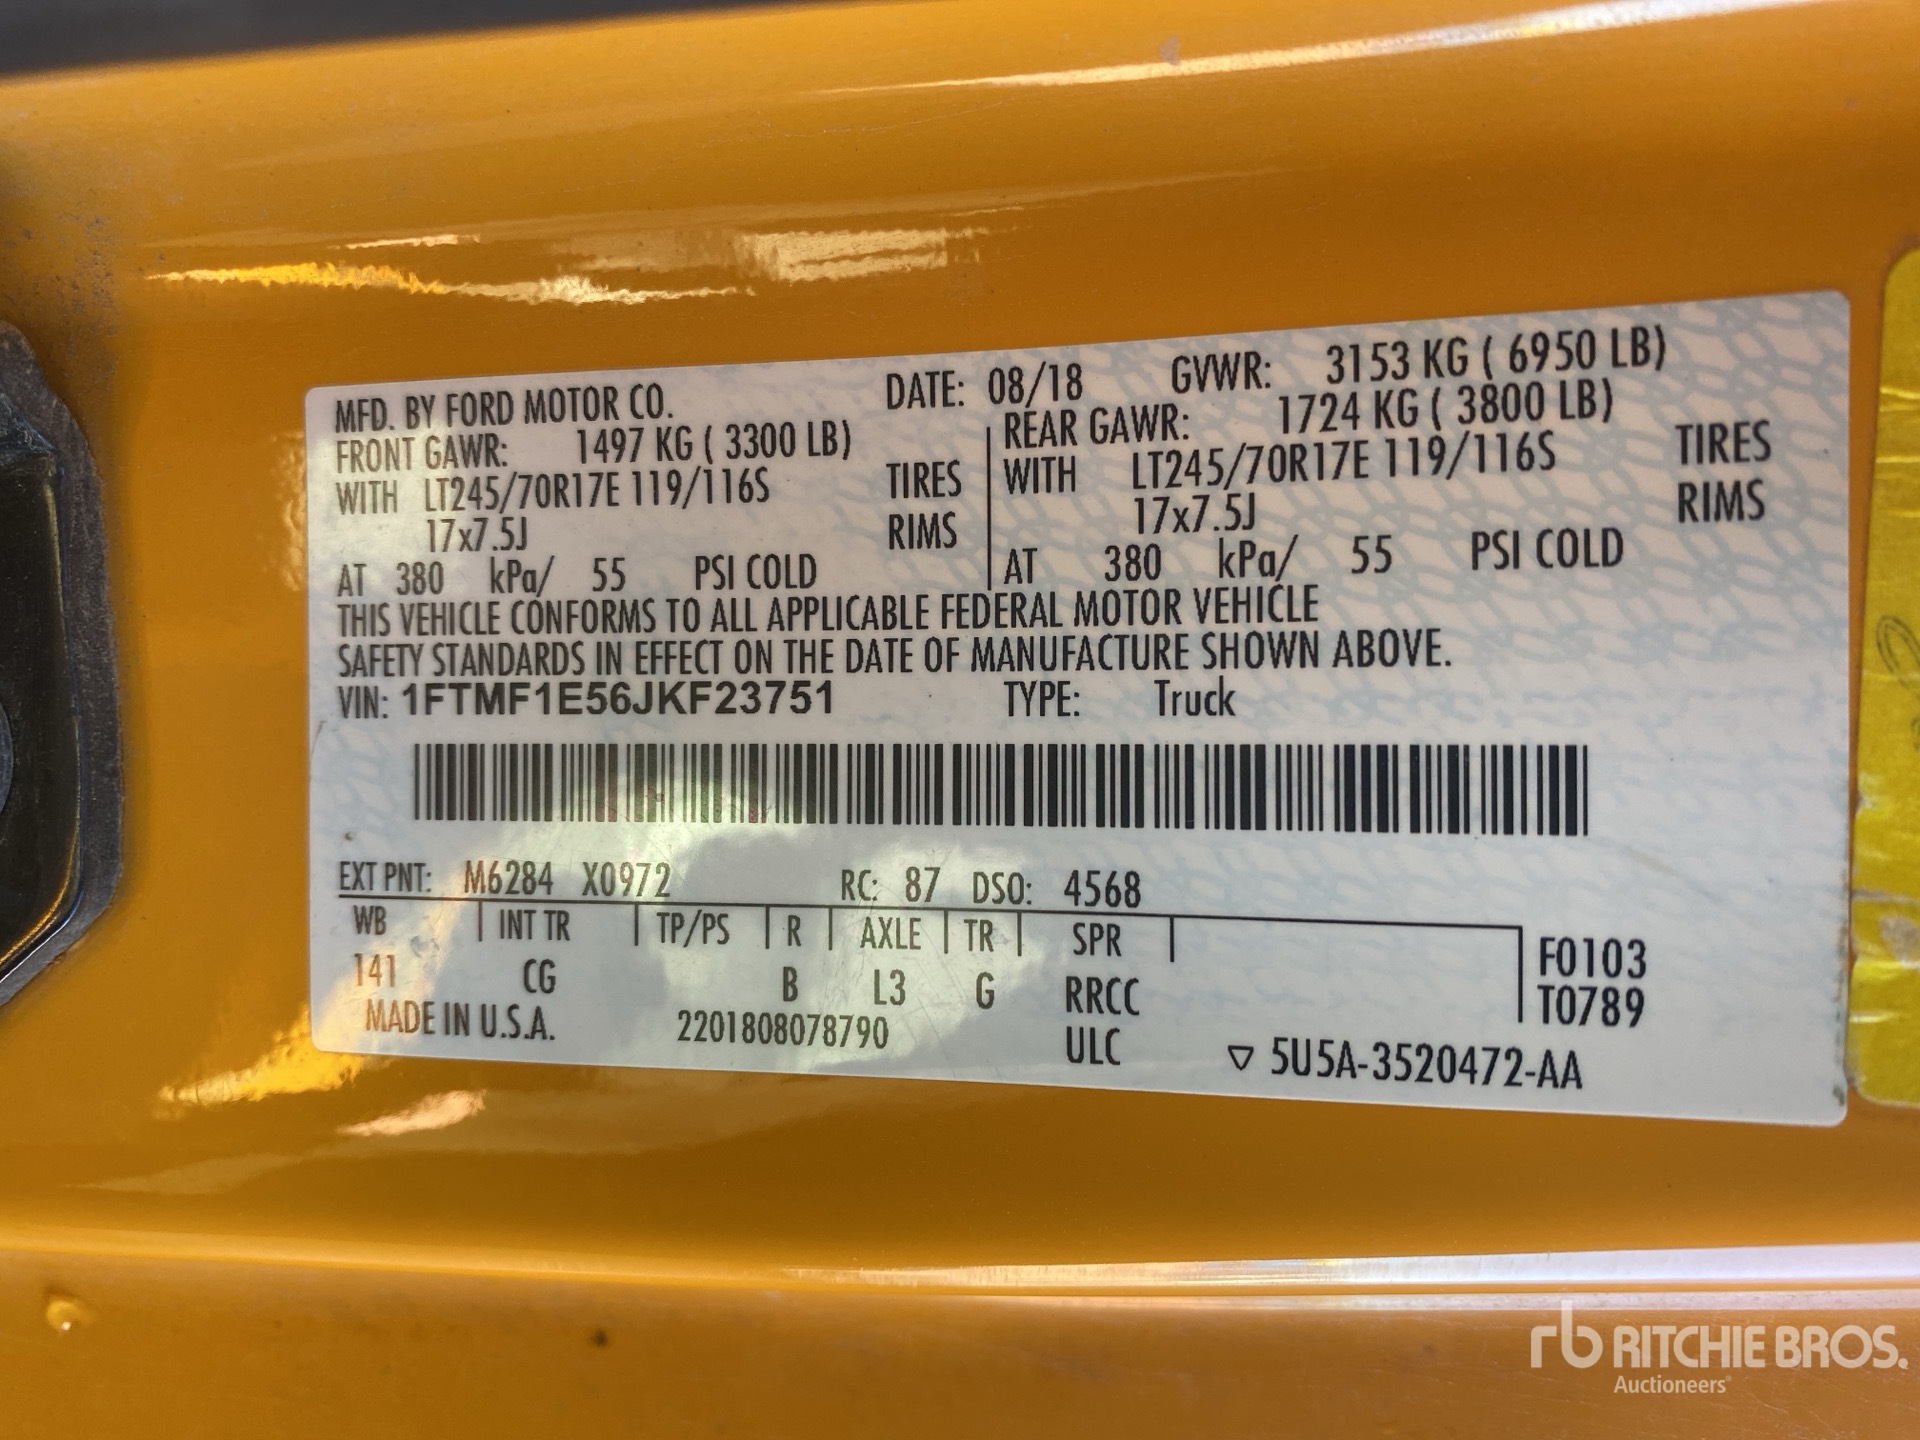 MFD. BY FORD MOTOR CO. DATE: 08/18 GVWR: 3153 KG ( 6950 LB)
FRONT GAWR: 1497 KG ( 3300 LB) REAR GAWR: 1724 KG ( 3800 LB)
WITH LT245/70R17E 119/116S TIRES WITH LT245/70R17E 119/116S TIRES
17x7.5J RIMS 17x7.5J RIMS
AT 380 kPa/ 55 PSI COLD AT 380 kPa/ 55 PSI COLD
THIS VEHICLE CONFORMS TO ALL APPLICABLE FEDERAL MOTOR VEHICLE
SAFETY STANDARDS IN EFFECT ON THE DATE OF MANUFACTURE SHOWN ABOVE.
VIN: 1FTMF1E56JKF23751 TYPE: Truck
EXT PNT: M6284 X0972 RC: 87 DSO: 4568
WB INT TR TP/PS R AXLE TR SPR F0103
141 CG B L3 G RRCC T0789
MADE IN U.S.A. 2201808078790 ULC ▽ 5U5A-3520472-AA
rb RITCHIE BROS.
Auctioneers